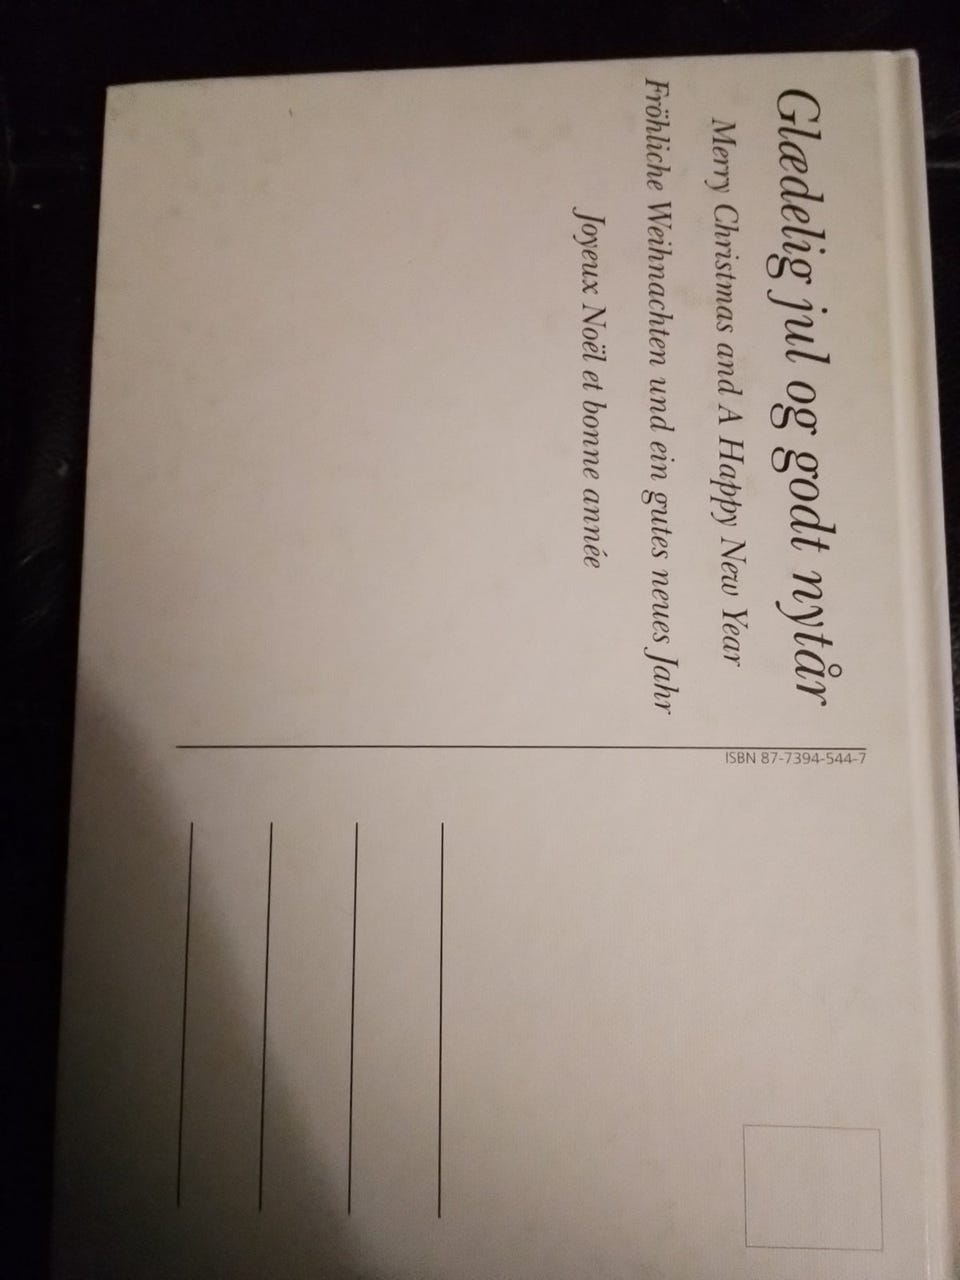 Glædelig jul og godt nytår
Merry Christmas and A Happy New Year
Fröhliche Weihnachten und ein gutes neues Jahr
Joyeux Noël et bonne année
ISBN 87-7394-544-7